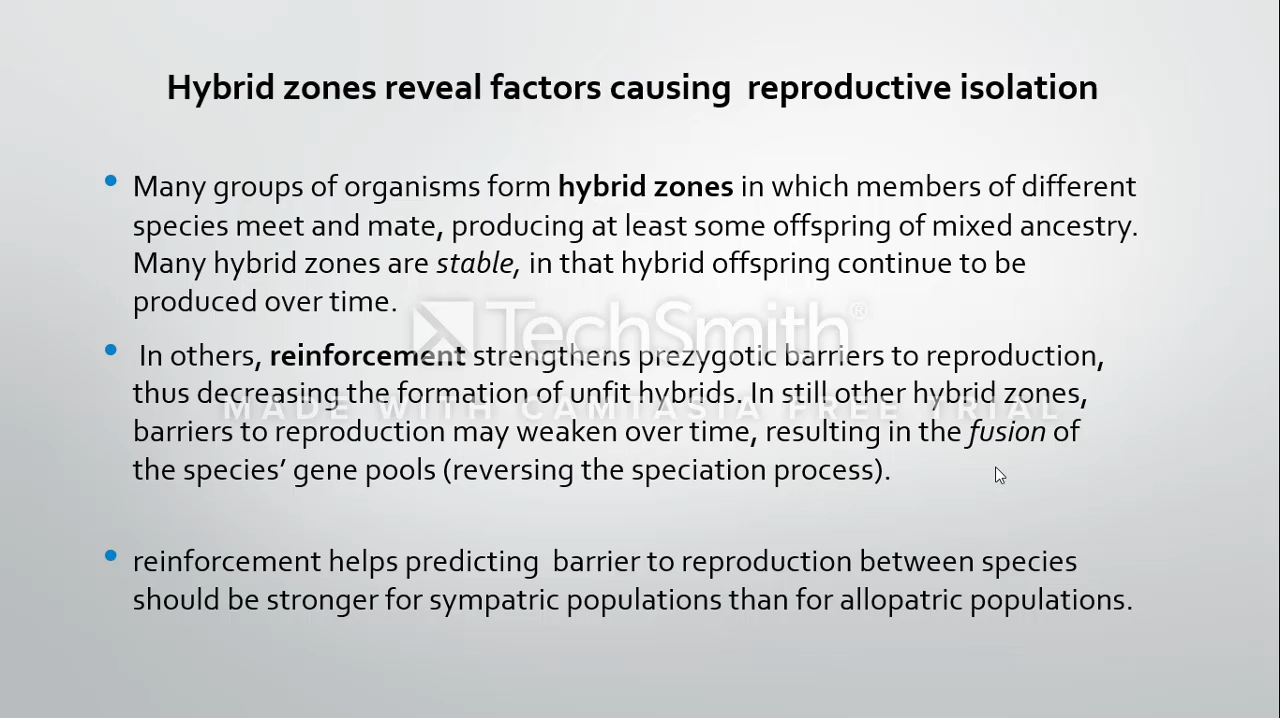 Hybrid zones reveal factors causing  reproductive isolation
Many groups of organisms form hybrid zones in which members of different
species meet and mate, producing at least some offspring of mixed ancestry.
Many hybrid zones are stable, in that hybrid offspring continue to be
produced over time.
TechSmith®
In others, reinforcement strengthens prezygotic barriers to reproduction,
thus decreasing the formation of unfit hybrids. In still other hybrid zones,
MADE WITH CAMTASIA FREE TRIAL
barriers to reproduction may weaken over time, resulting in the fusion of
the species’ gene pools (reversing the speciation process).
reinforcement helps predicting  barrier to reproduction between species
should be stronger for sympatric populations than for allopatric populations.